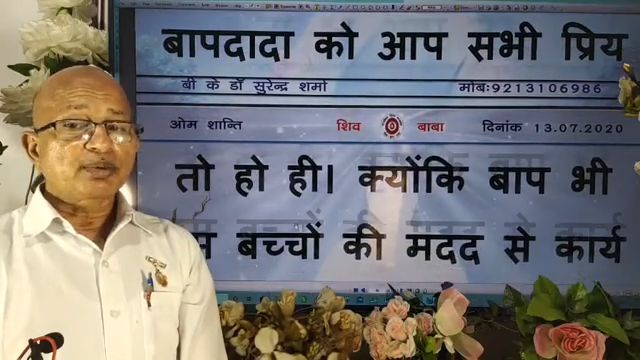 बापदादा को आप सभी प्रिय
बी के डॉ सुरेन्द्र शर्मा मोब:9213106986
ओम शान्ति शिव बाबा दिनांक 13.07.2020
तो हो ही। क्योंकि बाप भी
बच्चों की मदद से कार्य